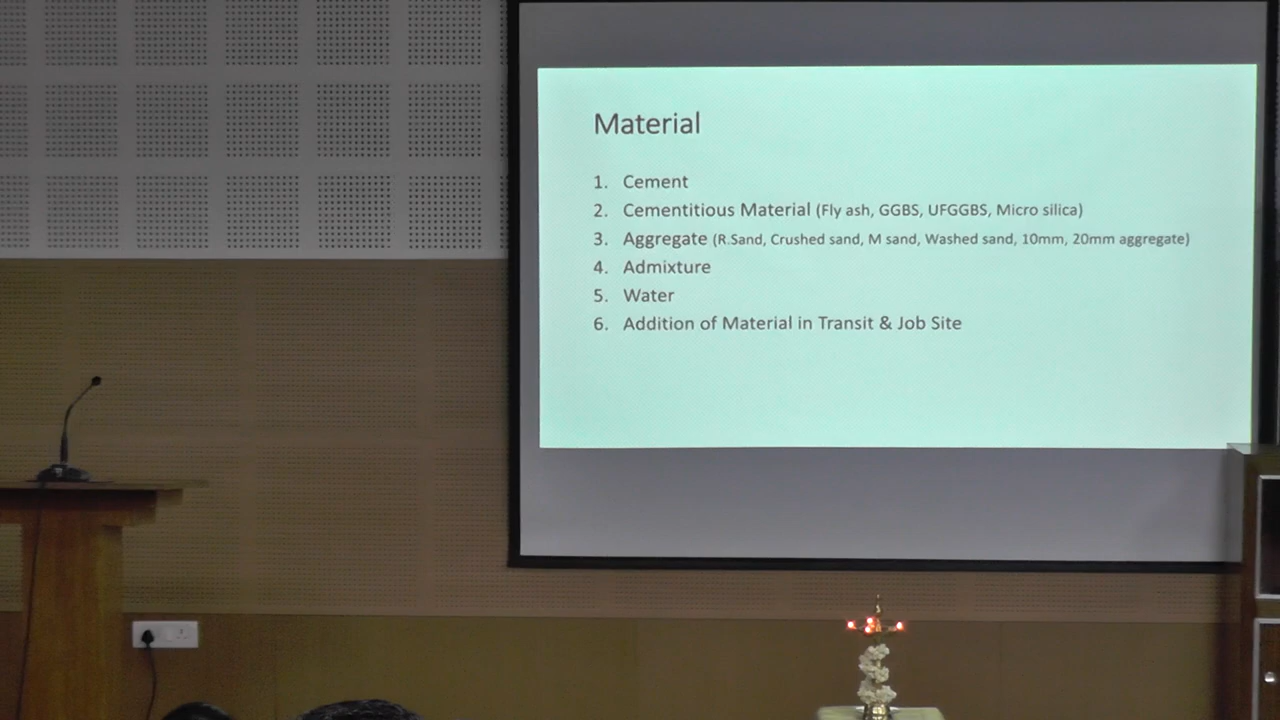 Material
1. Cement
2. Cementitious Material (Fly ash, GGBS, UFGGBS, Micro silica)
3. Aggregate (R.Sand, Crushed sand, M sand, Washed sand, 10mm, 20mm aggregate)
4. Admixture
5. Water
6. Addition of Material in Transit & Job Site